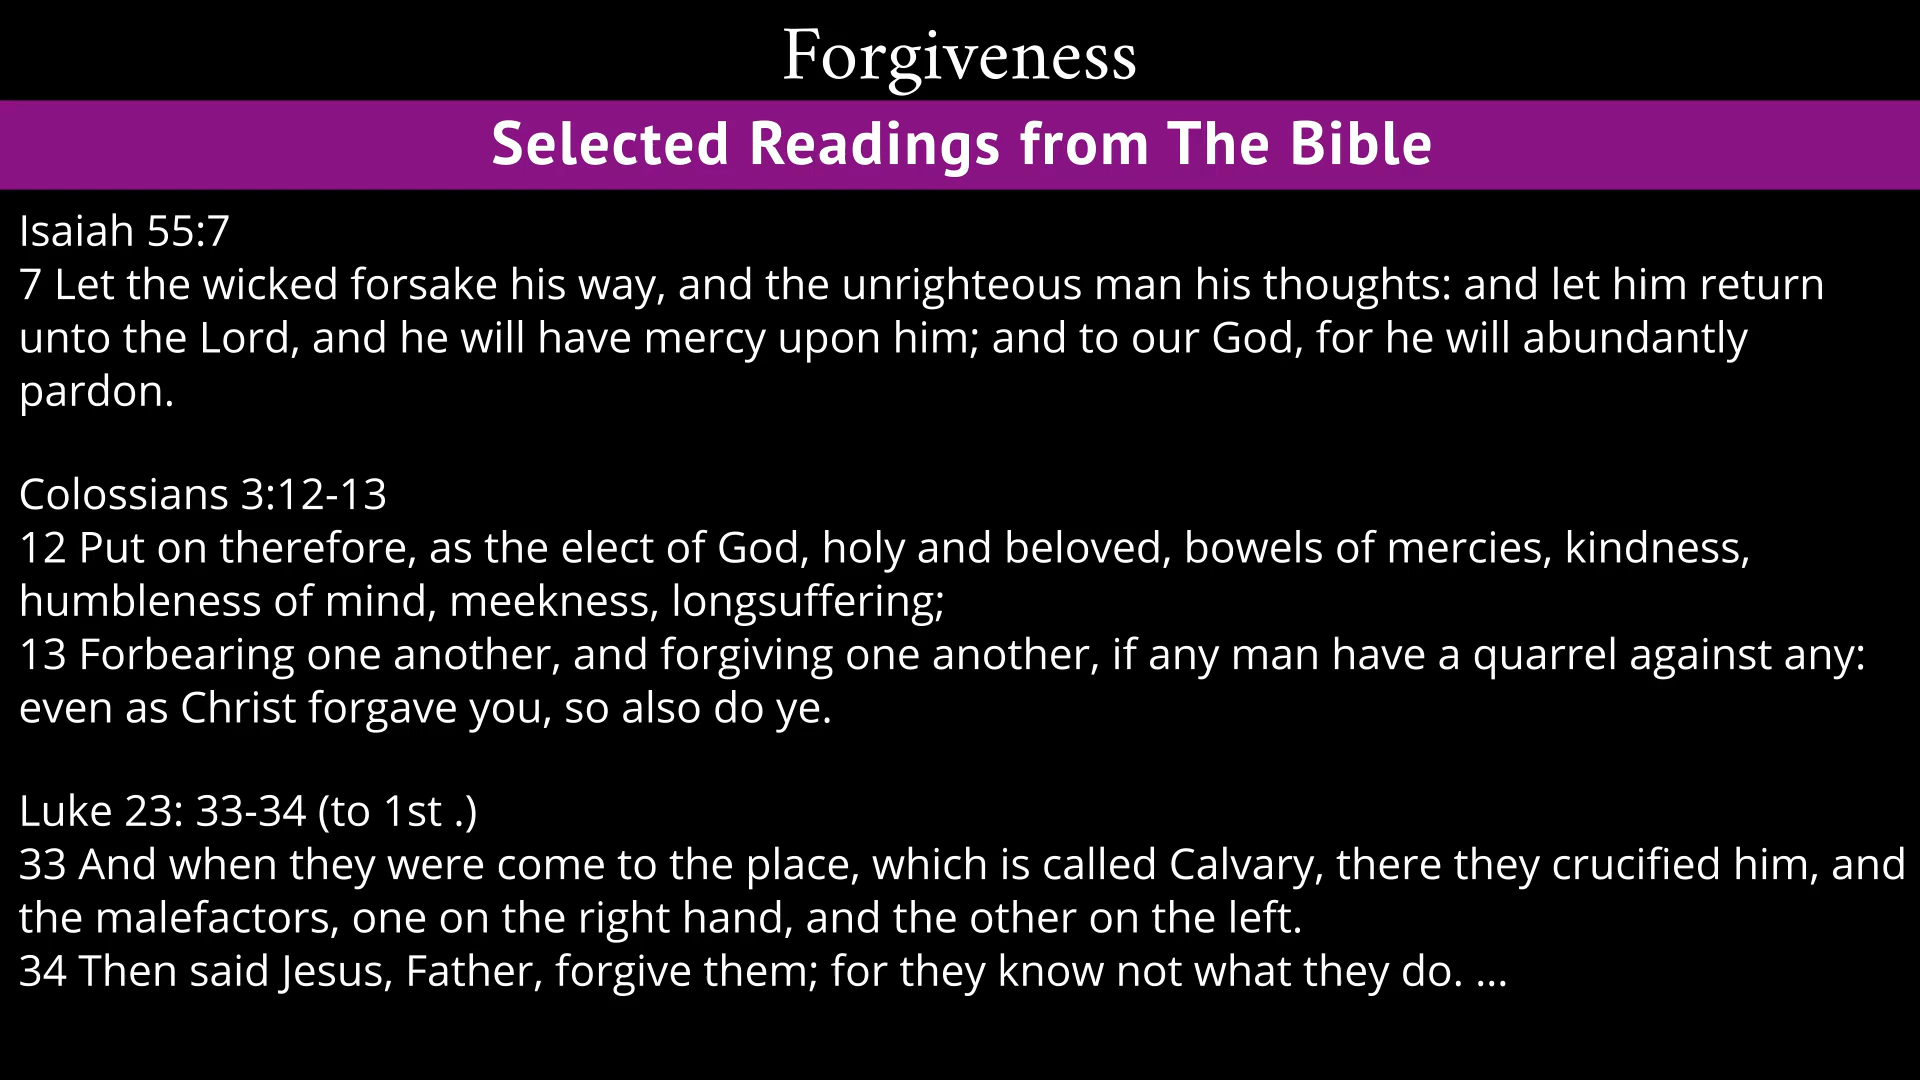 Forgiveness
Selected Readings from The Bible
Isaiah 55:7
7 Let the wicked forsake his way, and the unrighteous man his thoughts: and let him return
unto the Lord, and he will have mercy upon him; and to our God, for he will abundantly
pardon.
Colossians 3:12-13
12 Put on therefore, as the elect of God, holy and beloved, bowels of mercies, kindness,
humbleness of mind, meekness, longsuffering;
13 Forbearing one another, and forgiving one another, if any man have a quarrel against any:
even as Christ forgave you, so also do ye.
Luke 23: 33-34 (to 1st .)
33 And when they were come to the place, which is called Calvary, there they crucified him, and
the malefactors, one on the right hand, and the other on the left.
34 Then said Jesus, Father, forgive them; for they know not what they do. ...